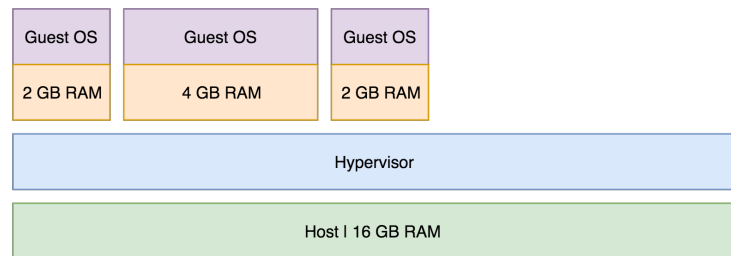 Guest OS
Guest OS
Guest OS
2 GB RAM
4 GB RAM
2 GB RAM
Hypervisor
Host | 16 GB RAM